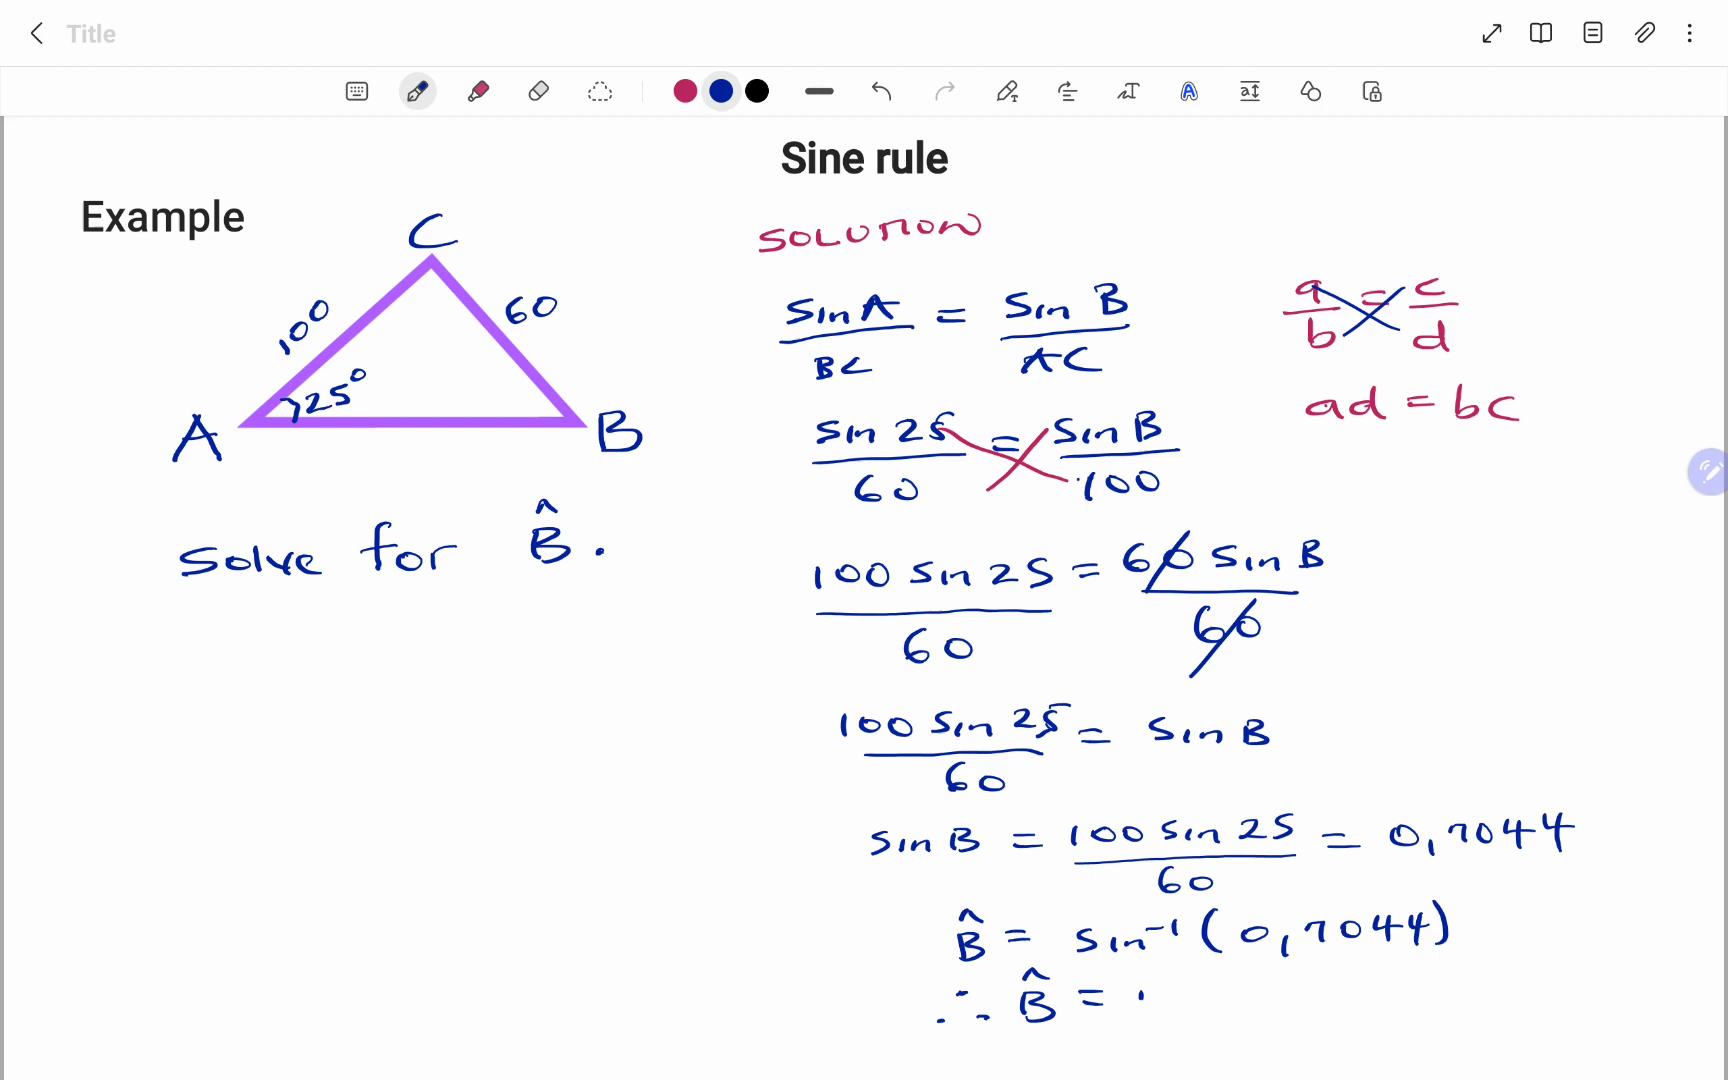 Title
Sine rule
Example
C
100
60
25°
A
B
Solve for B̂.
SOLUTION
sin A / BC = sin B / AC
sin 25 / 60 = sin B / 100
100 sin 25 / 60 = 60 sin B / 60
100 sin 25 / 60 = sin B
sin B = 100 sin 25 / 60 = 0,7044
B̂ = sin⁻¹(0,7044)
∴ B̂ =
a / b = c / d
ad = bc